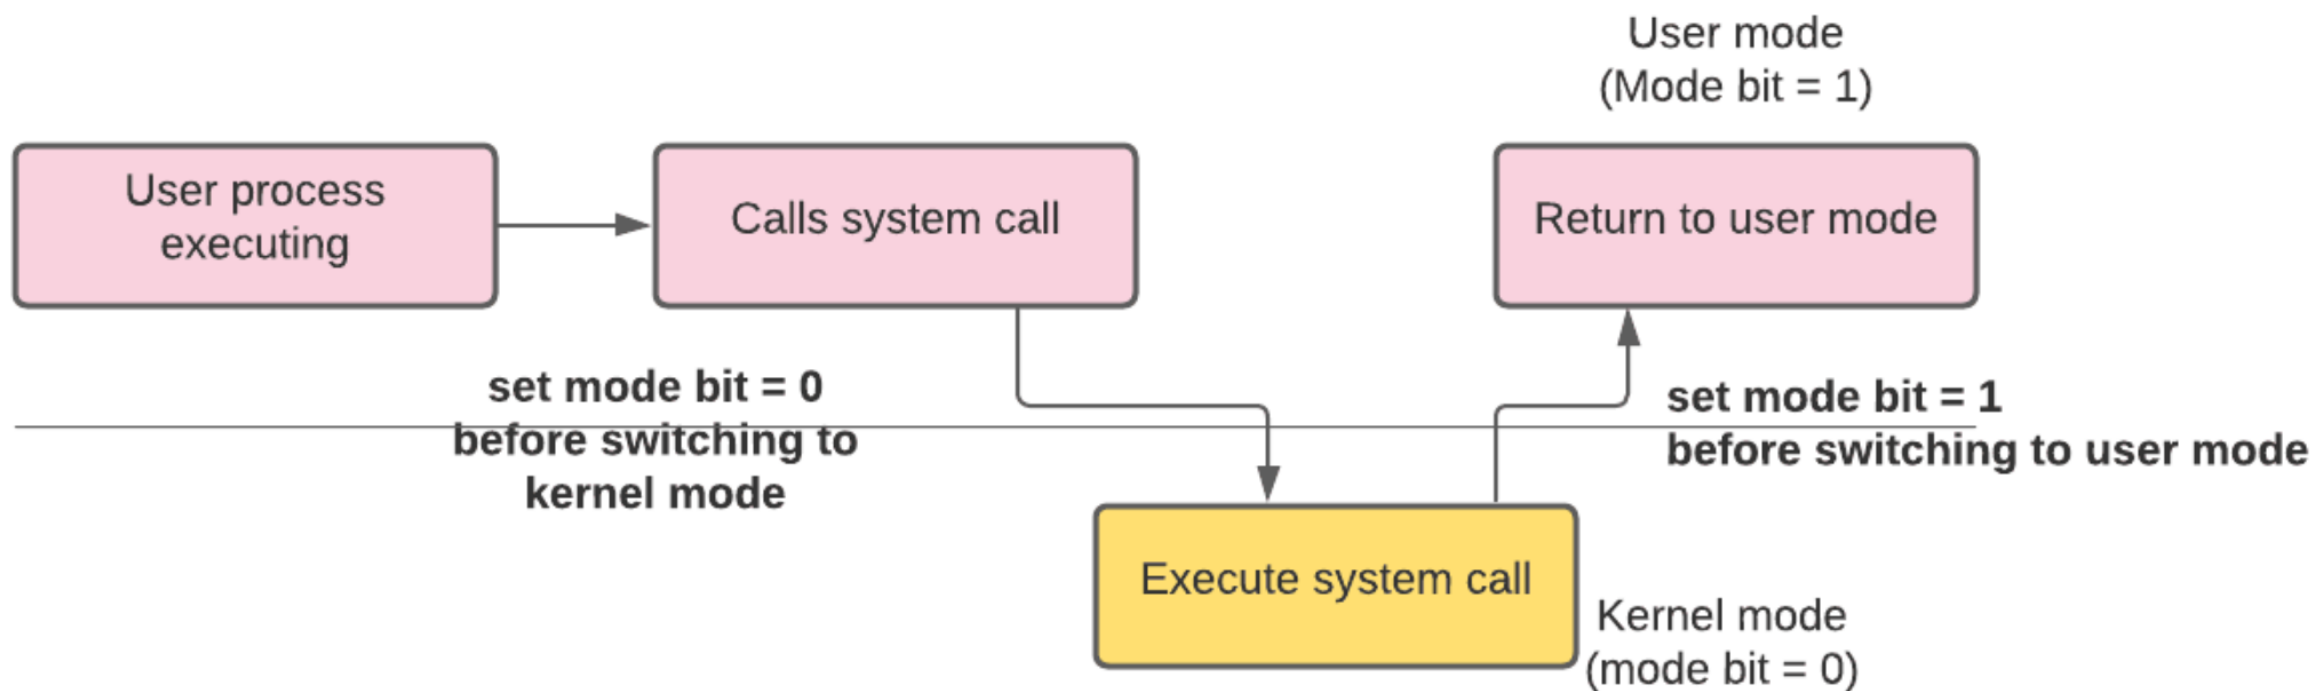 User mode
(Mode bit = 1)
User process
executing
Calls system call
Return to user mode
set mode bit = 0
before switching to
kernel mode
set mode bit = 1
before switching to user mode
Execute system call
Kernel mode
(mode bit = 0)